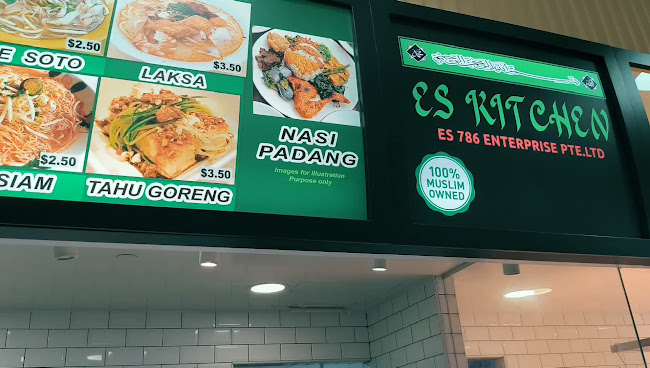 $2.50
E SOTO
$3.50
LAKSA
$2.50
SIAM
$3.50
TAHU GORENG
NASI
PADANG
Images for Illustration
Purpose only
ES KITCHEN
ES 786 ENTERPRISE PTE.LTD
100%
MUSLIM
OWNED